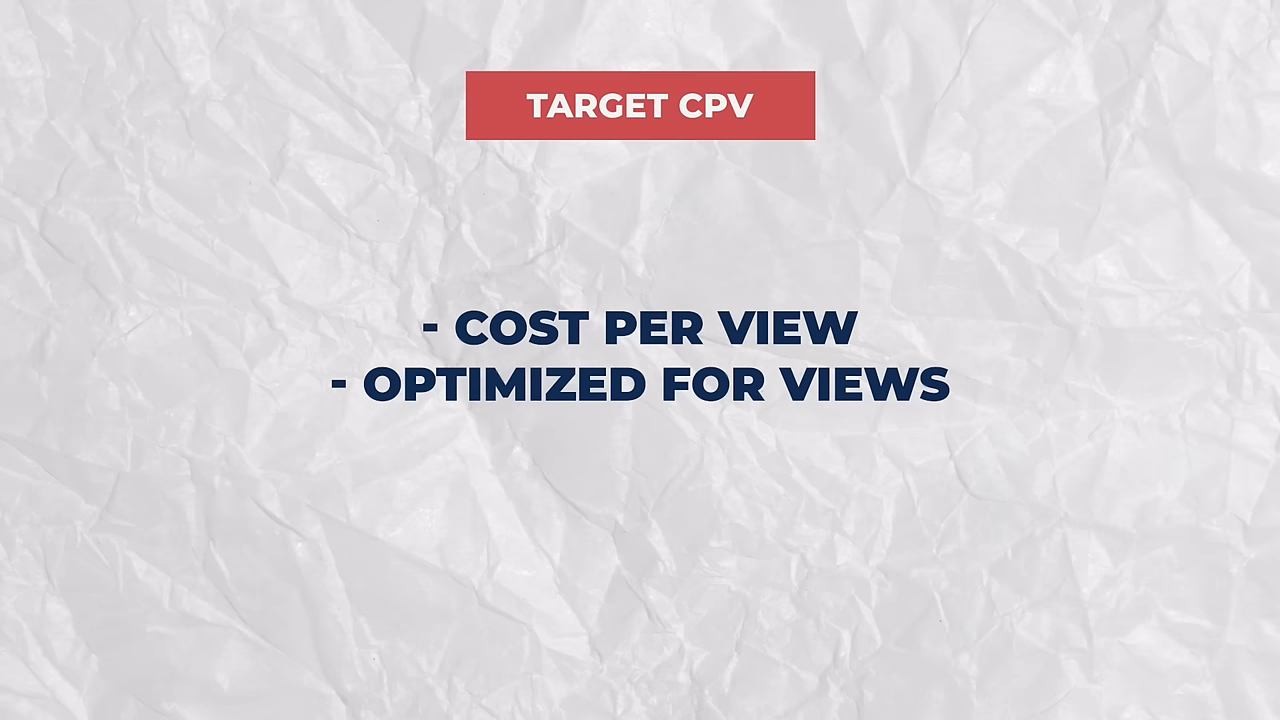 TARGET CPV
- COST PER VIEW
- OPTIMIZED FOR VIEWS